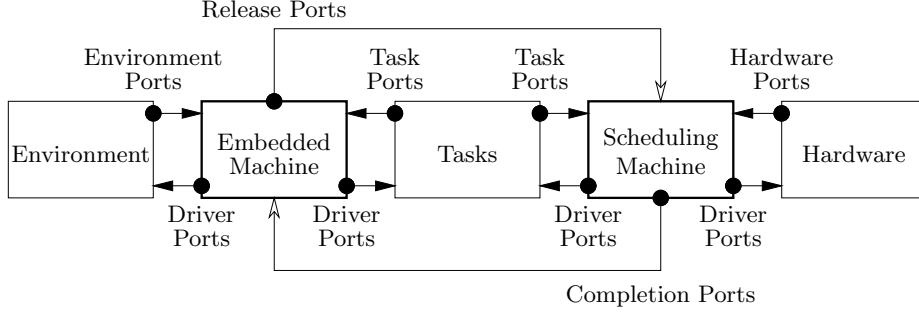 Release Ports
Environment
Ports
Task
Ports
Task
Ports
Hardware
Ports
Environment
Embedded
Machine
Tasks
Scheduling
Machine
Hardware
Driver
Ports
Driver
Ports
Driver
Ports
Driver
Ports
Completion Ports